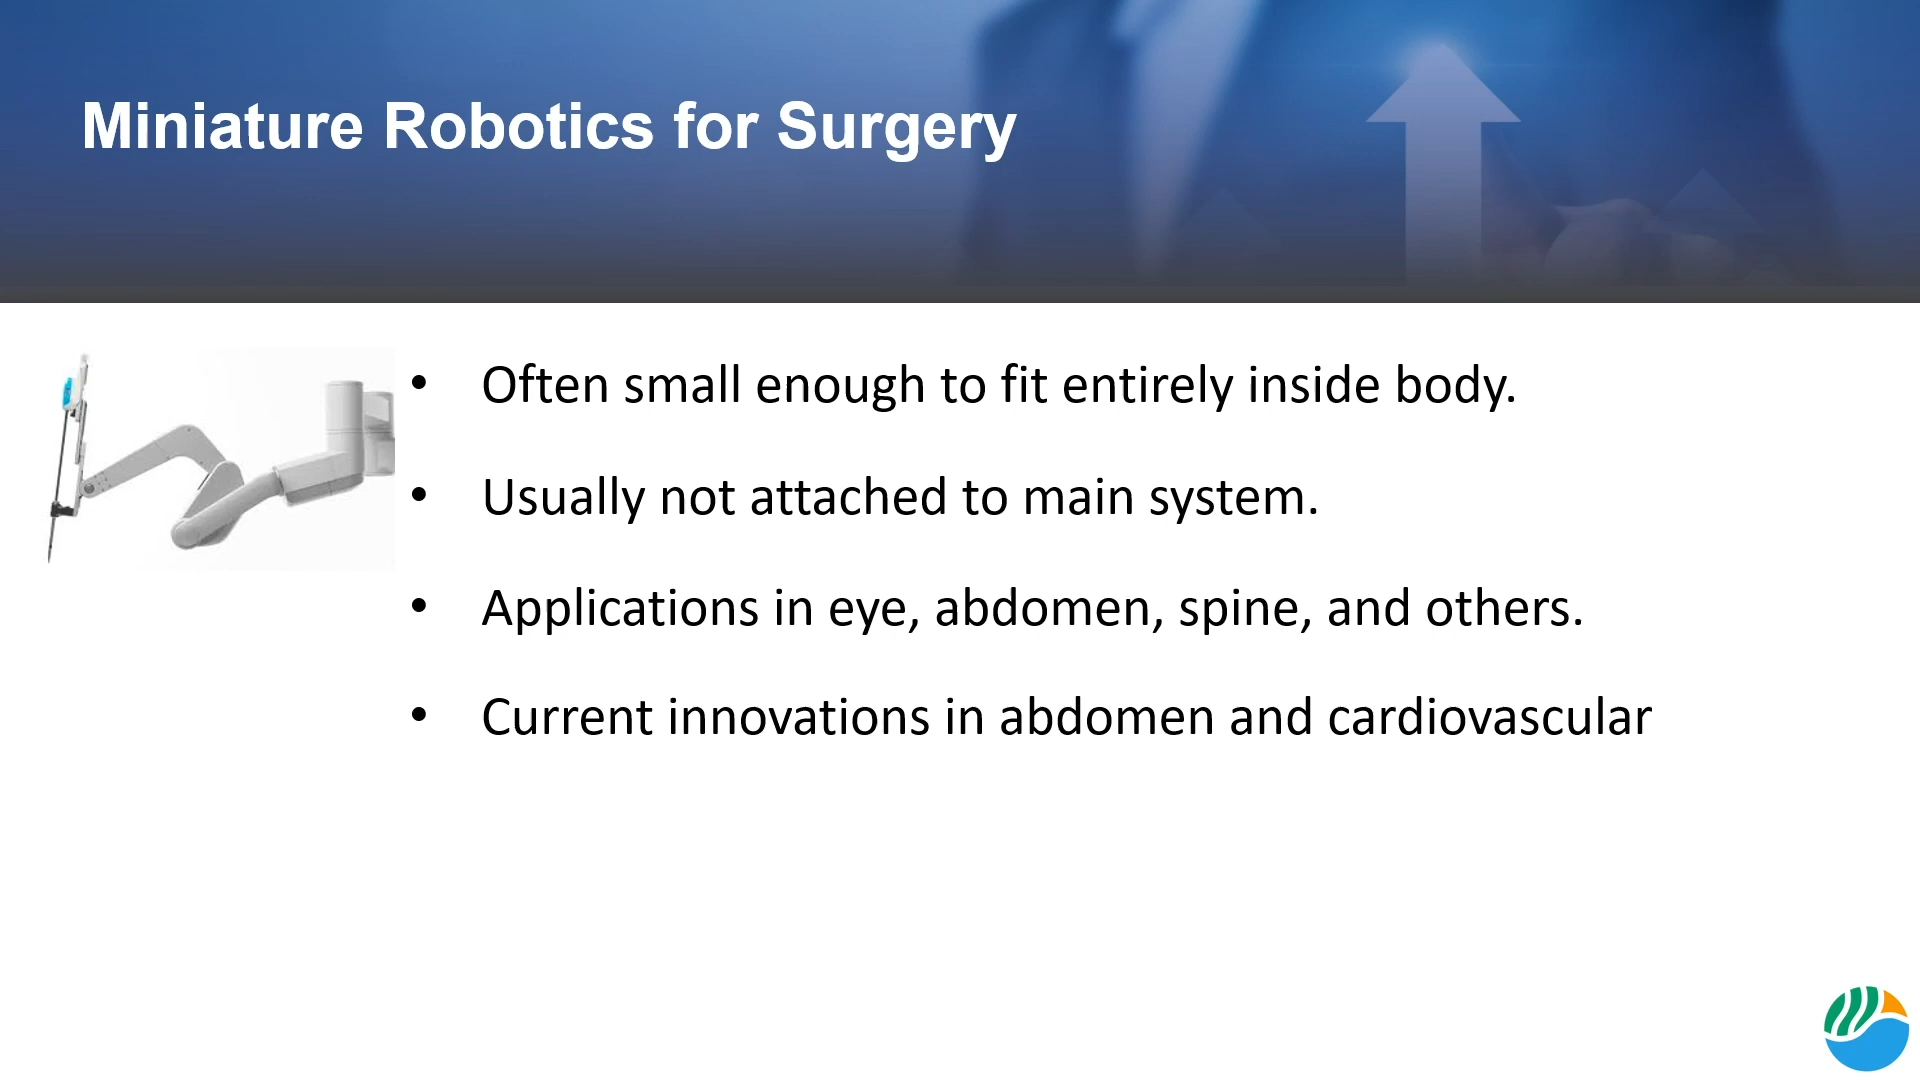 Miniature Robotics for Surgery
• Often small enough to fit entirely inside body.
• Usually not attached to main system.
• Applications in eye, abdomen, spine, and others.
• Current innovations in abdomen and cardiovascular